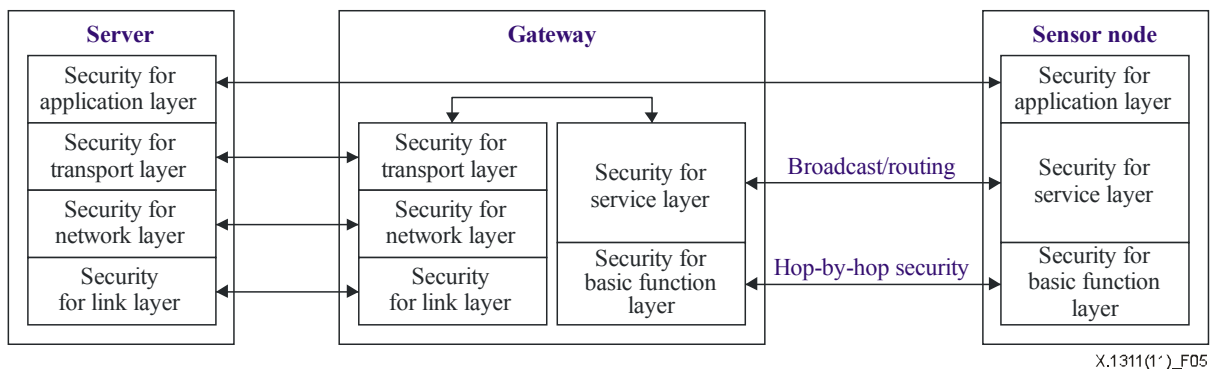 Server
Security for
application layer
Security for
transport layer
Security for
network layer
Security
for link layer
Gateway
Security for
transport layer
Security for
network layer
Security
for link layer
Security for
service layer
Security for
basic function
layer
Broadcast/routing
Hop-by-hop security
Sensor node
Security for
application layer
Security for
service layer
Security for
basic function
layer
X.1311(11)_F05